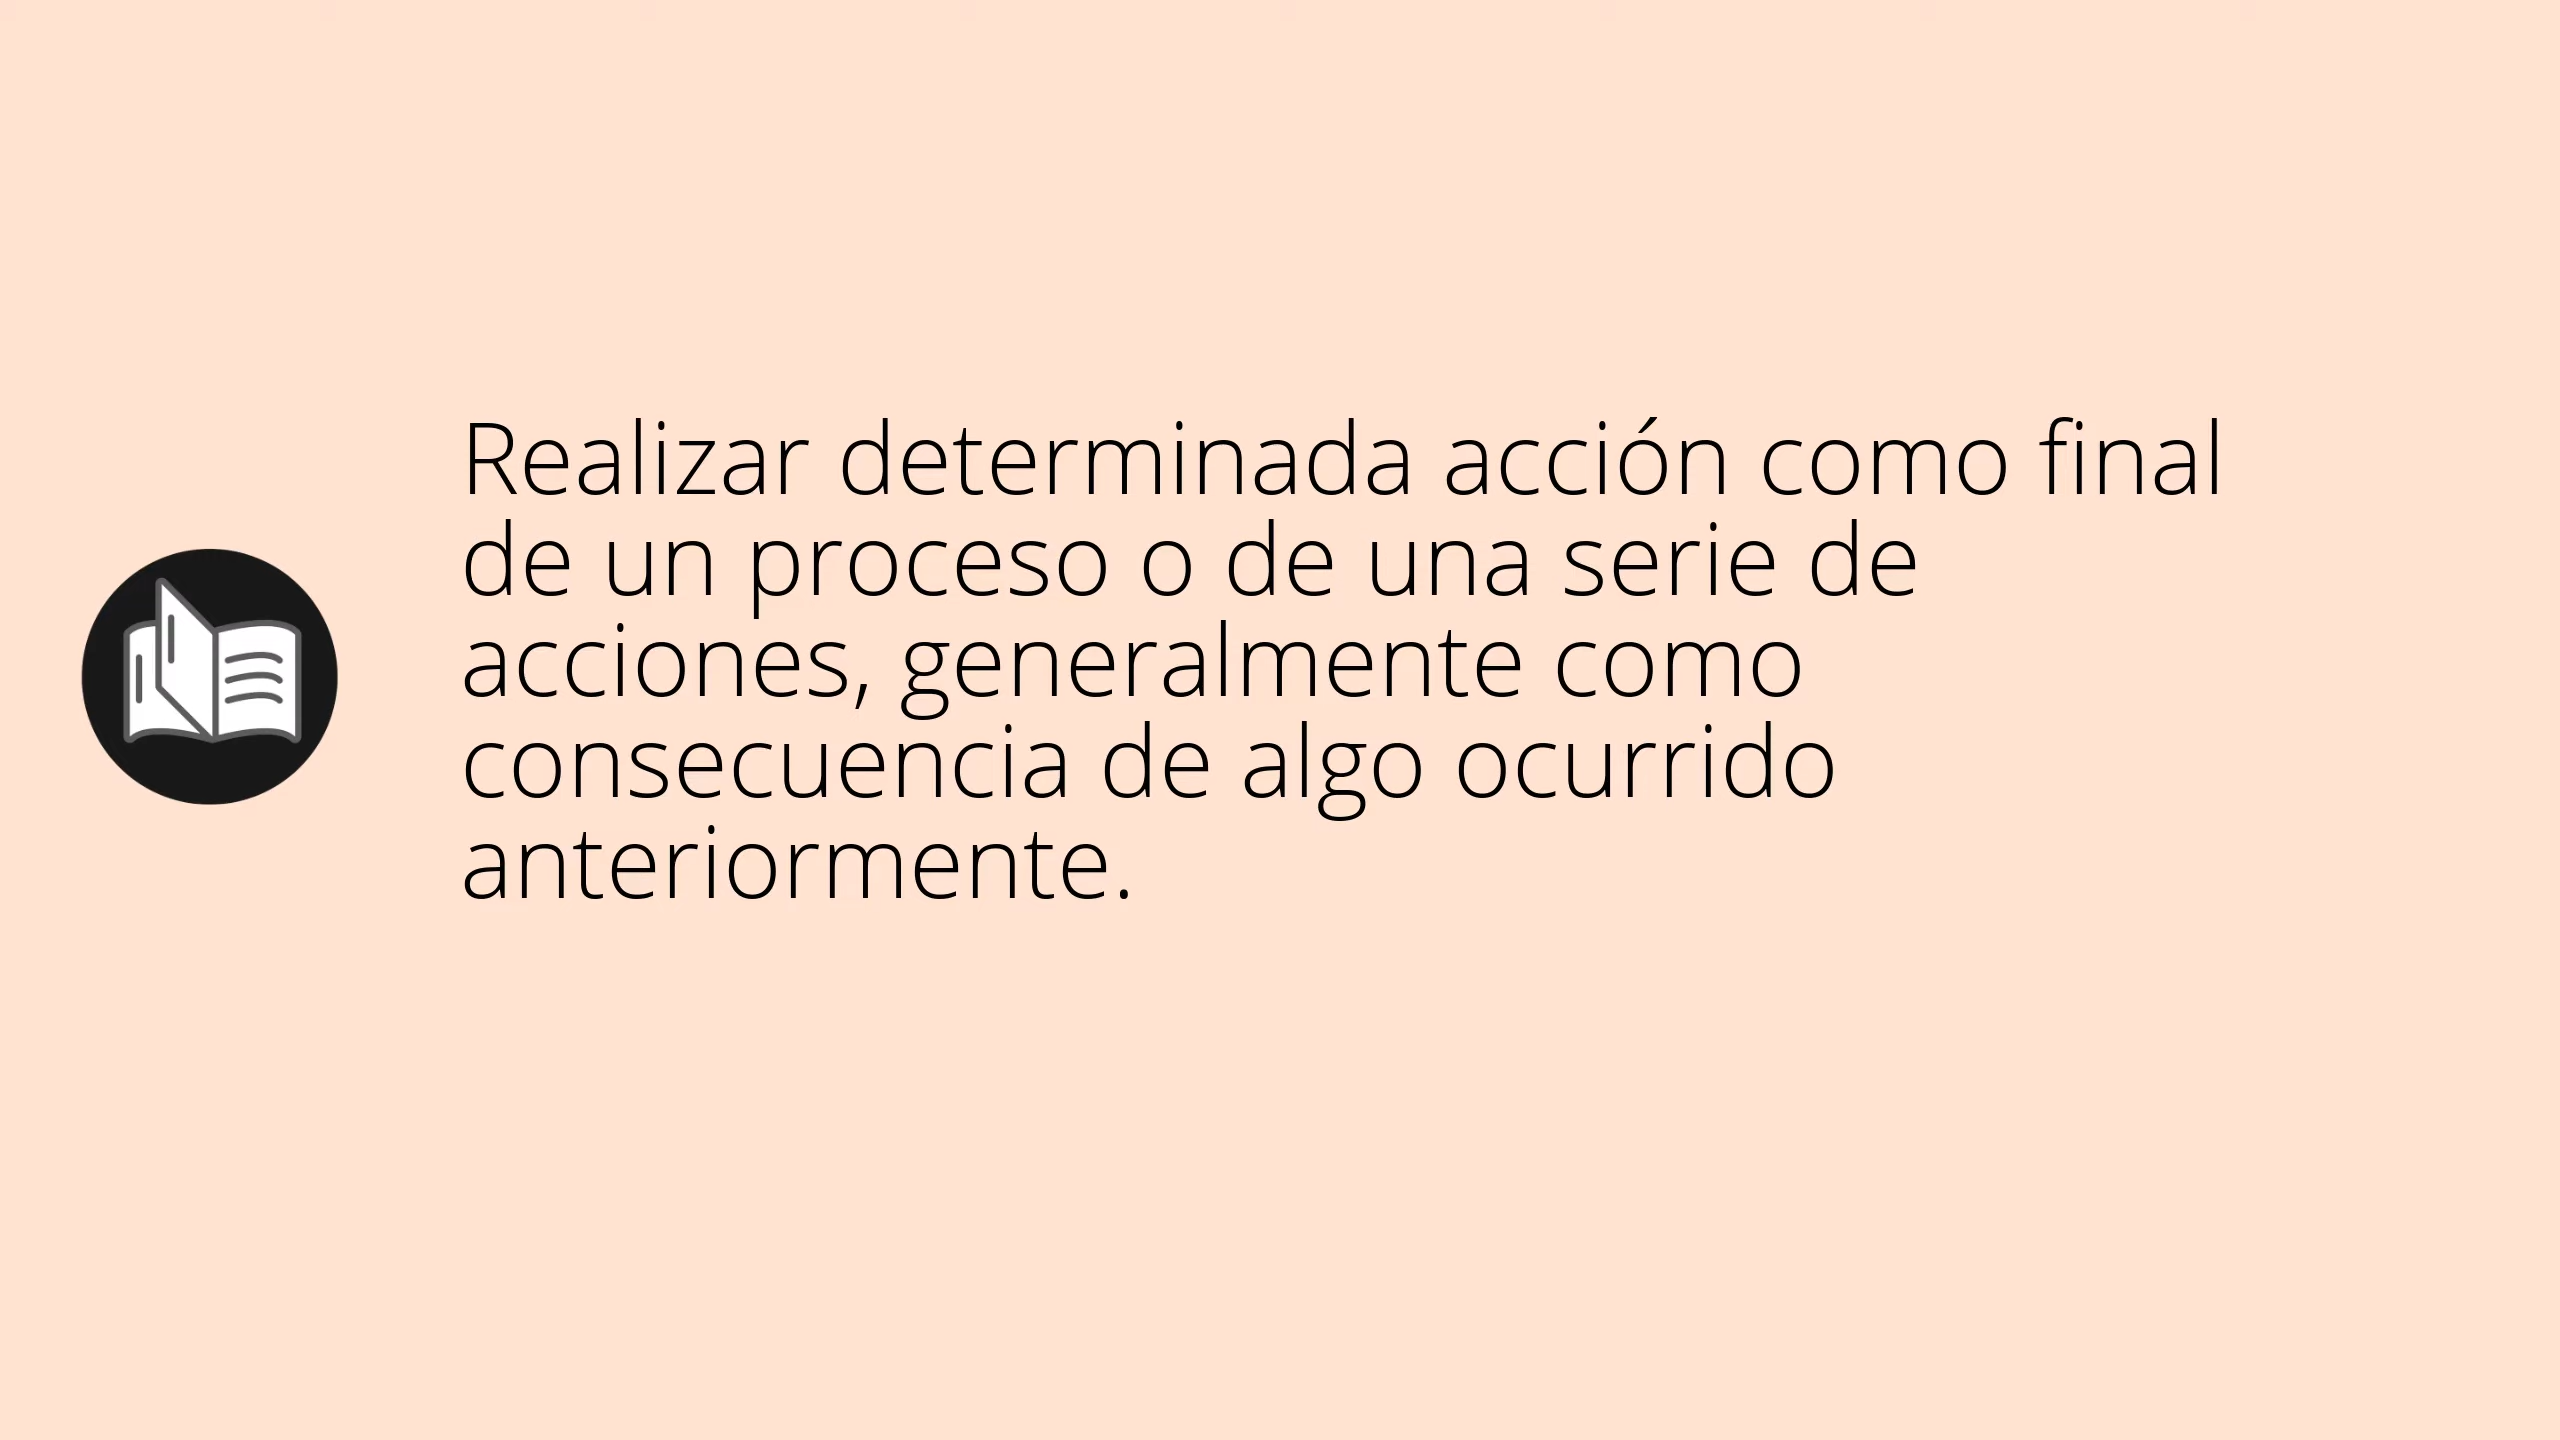 Realizar determinada acción como final
de un proceso o de una serie de
acciones, generalmente como
consecuencia de algo ocurrido
anteriormente.